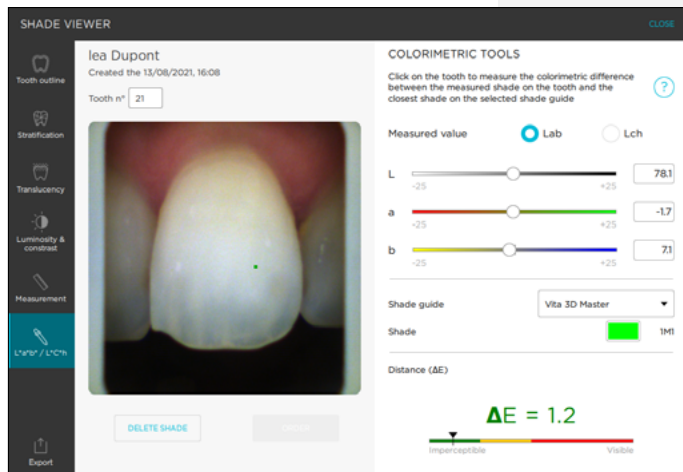 SHADE VIEWER
CLOSE
Tooth outline
Stratification
Translucency
Luminosity &
constrast
Measurement
L*a*b* / L*C*h
Export
lea Dupont
Created the 13/08/2021, 16:08
Tooth n° 21
DELETE SHADE
ORDER
COLORIMETRIC TOOLS
Click on the tooth to measure the colorimetric difference
between the measured shade on the tooth and the
closest shade on the selected shade guide
?
Measured value Lab Lch
L 78.1
-25 +25
a -1.7
-25 +25
b 7.1
-25 +25
Shade guide Vita 3D Master
Shade 1M1
Distance (ΔE)
ΔE = 1.2
Imperceptible Visible